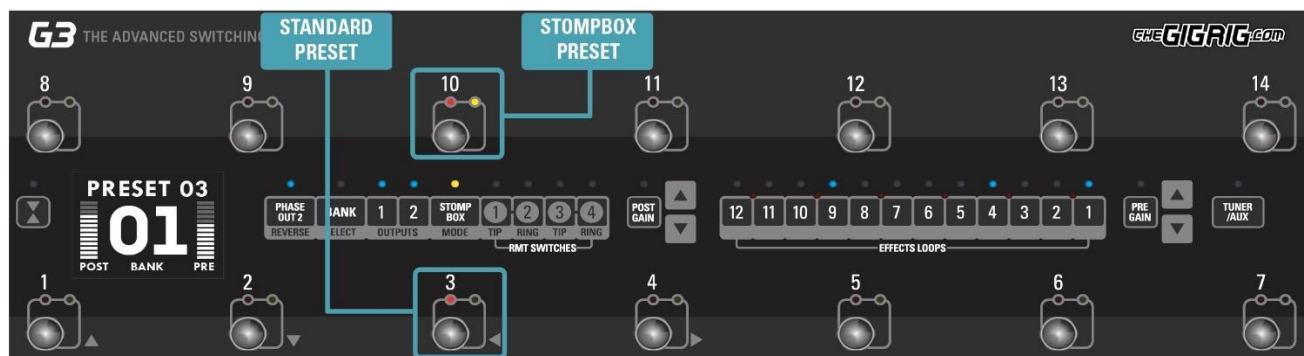 G3 THE ADVANCED SWITCHING
STANDARD
PRESET
STOMPBOX
PRESET
THEGIGRIG.COM
8 9 10 11 12 13 14
PRESET 03
01
POST BANK PRE
PHASE
OUT 2
REVERSE
BANK
SELECT
1 2
OUTPUTS
STOMP
BOX
MODE
1 2 3 4
TIP RING TIP RING
RMT SWITCHES
POST
GAIN
12 11 10 9 8 7 6 5 4 3 2 1
EFFECTS LOOPS
PRE
GAIN
TUNER
/AUX
1 2 3 4 5 6 7